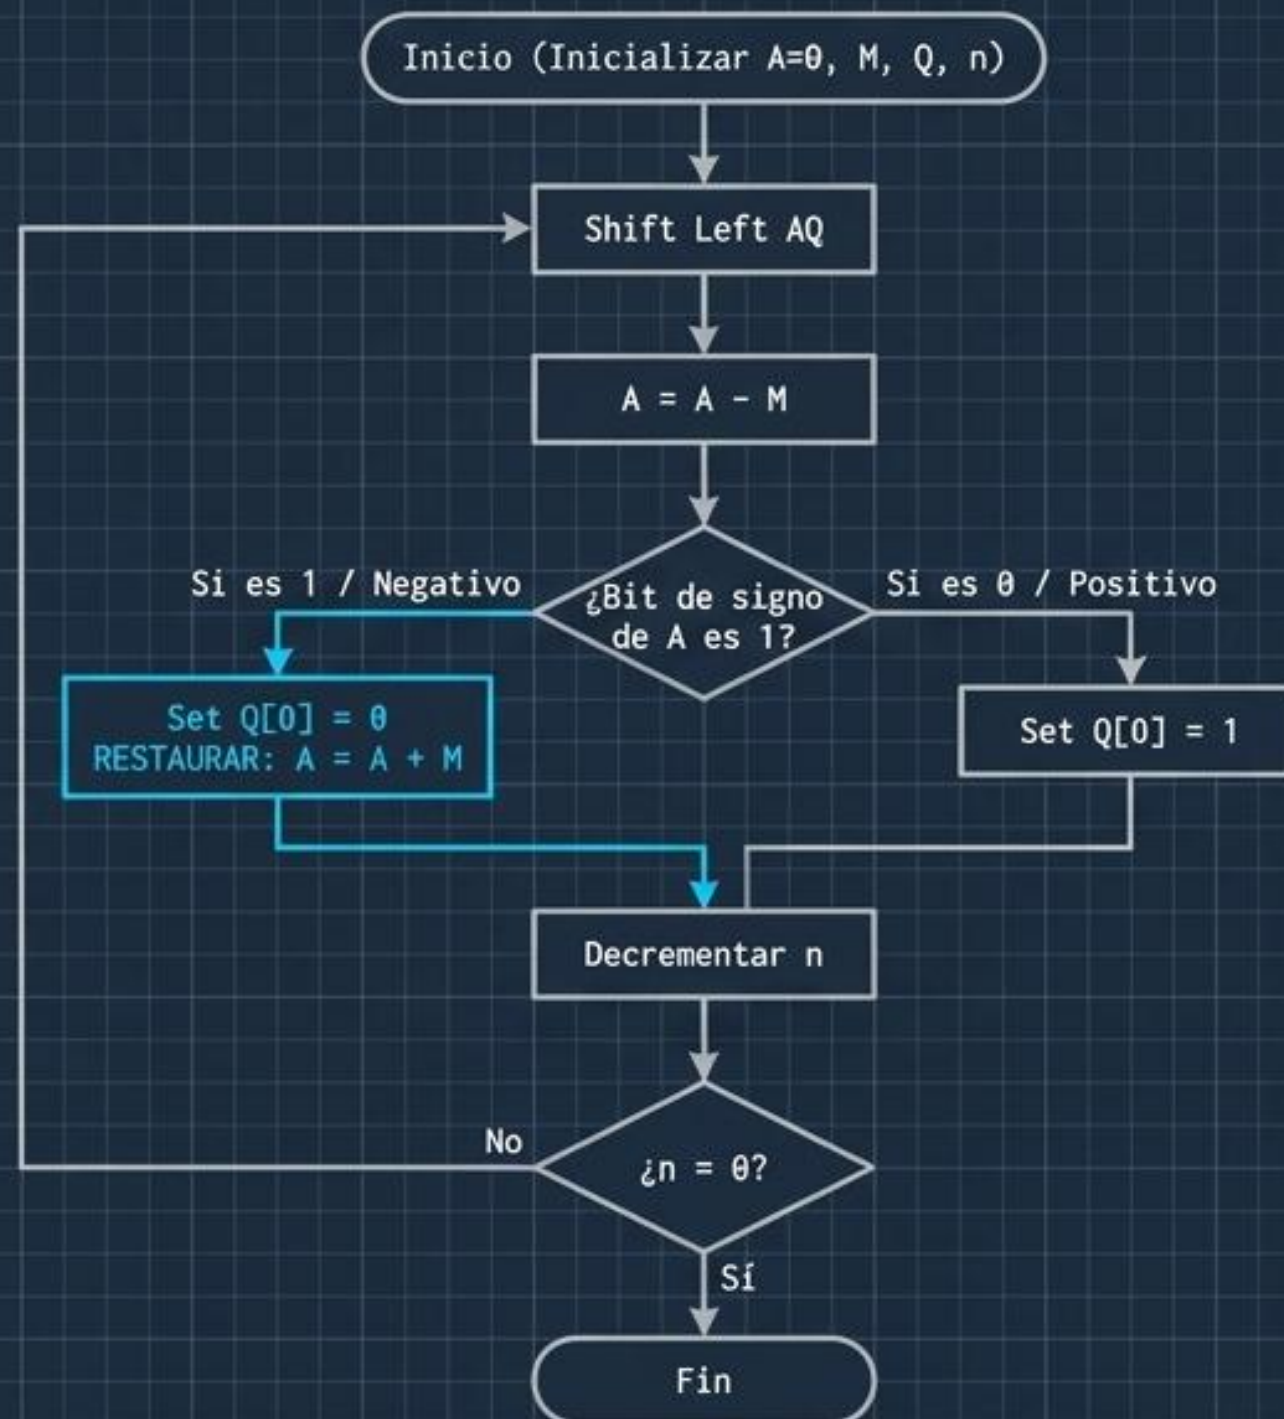 Inicio (Inicializar A=0, M, Q, n)
Shift Left AQ
A = A - M
Si es 1 / Negativo
¿Bit de signo
de A es 1?
Si es 0 / Positivo
Set Q[0] = 0
RESTAURAR: A = A + M
Set Q[0] = 1
Decrementar n
No
¿n = 0?
Sí
Fin